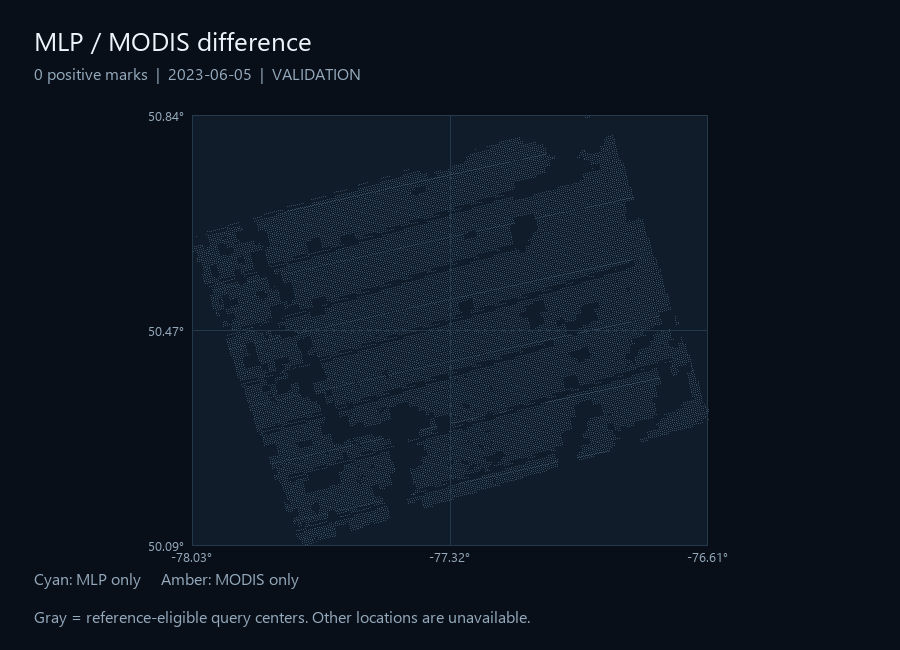 MLP / MODIS difference
0 positive marks | 2023-06-05 | VALIDATION
50.84°
50.47°
50.09°
-78.03° -77.32° -76.61°
Cyan: MLP only Amber: MODIS only
Gray = reference-eligible query centers. Other locations are unavailable.